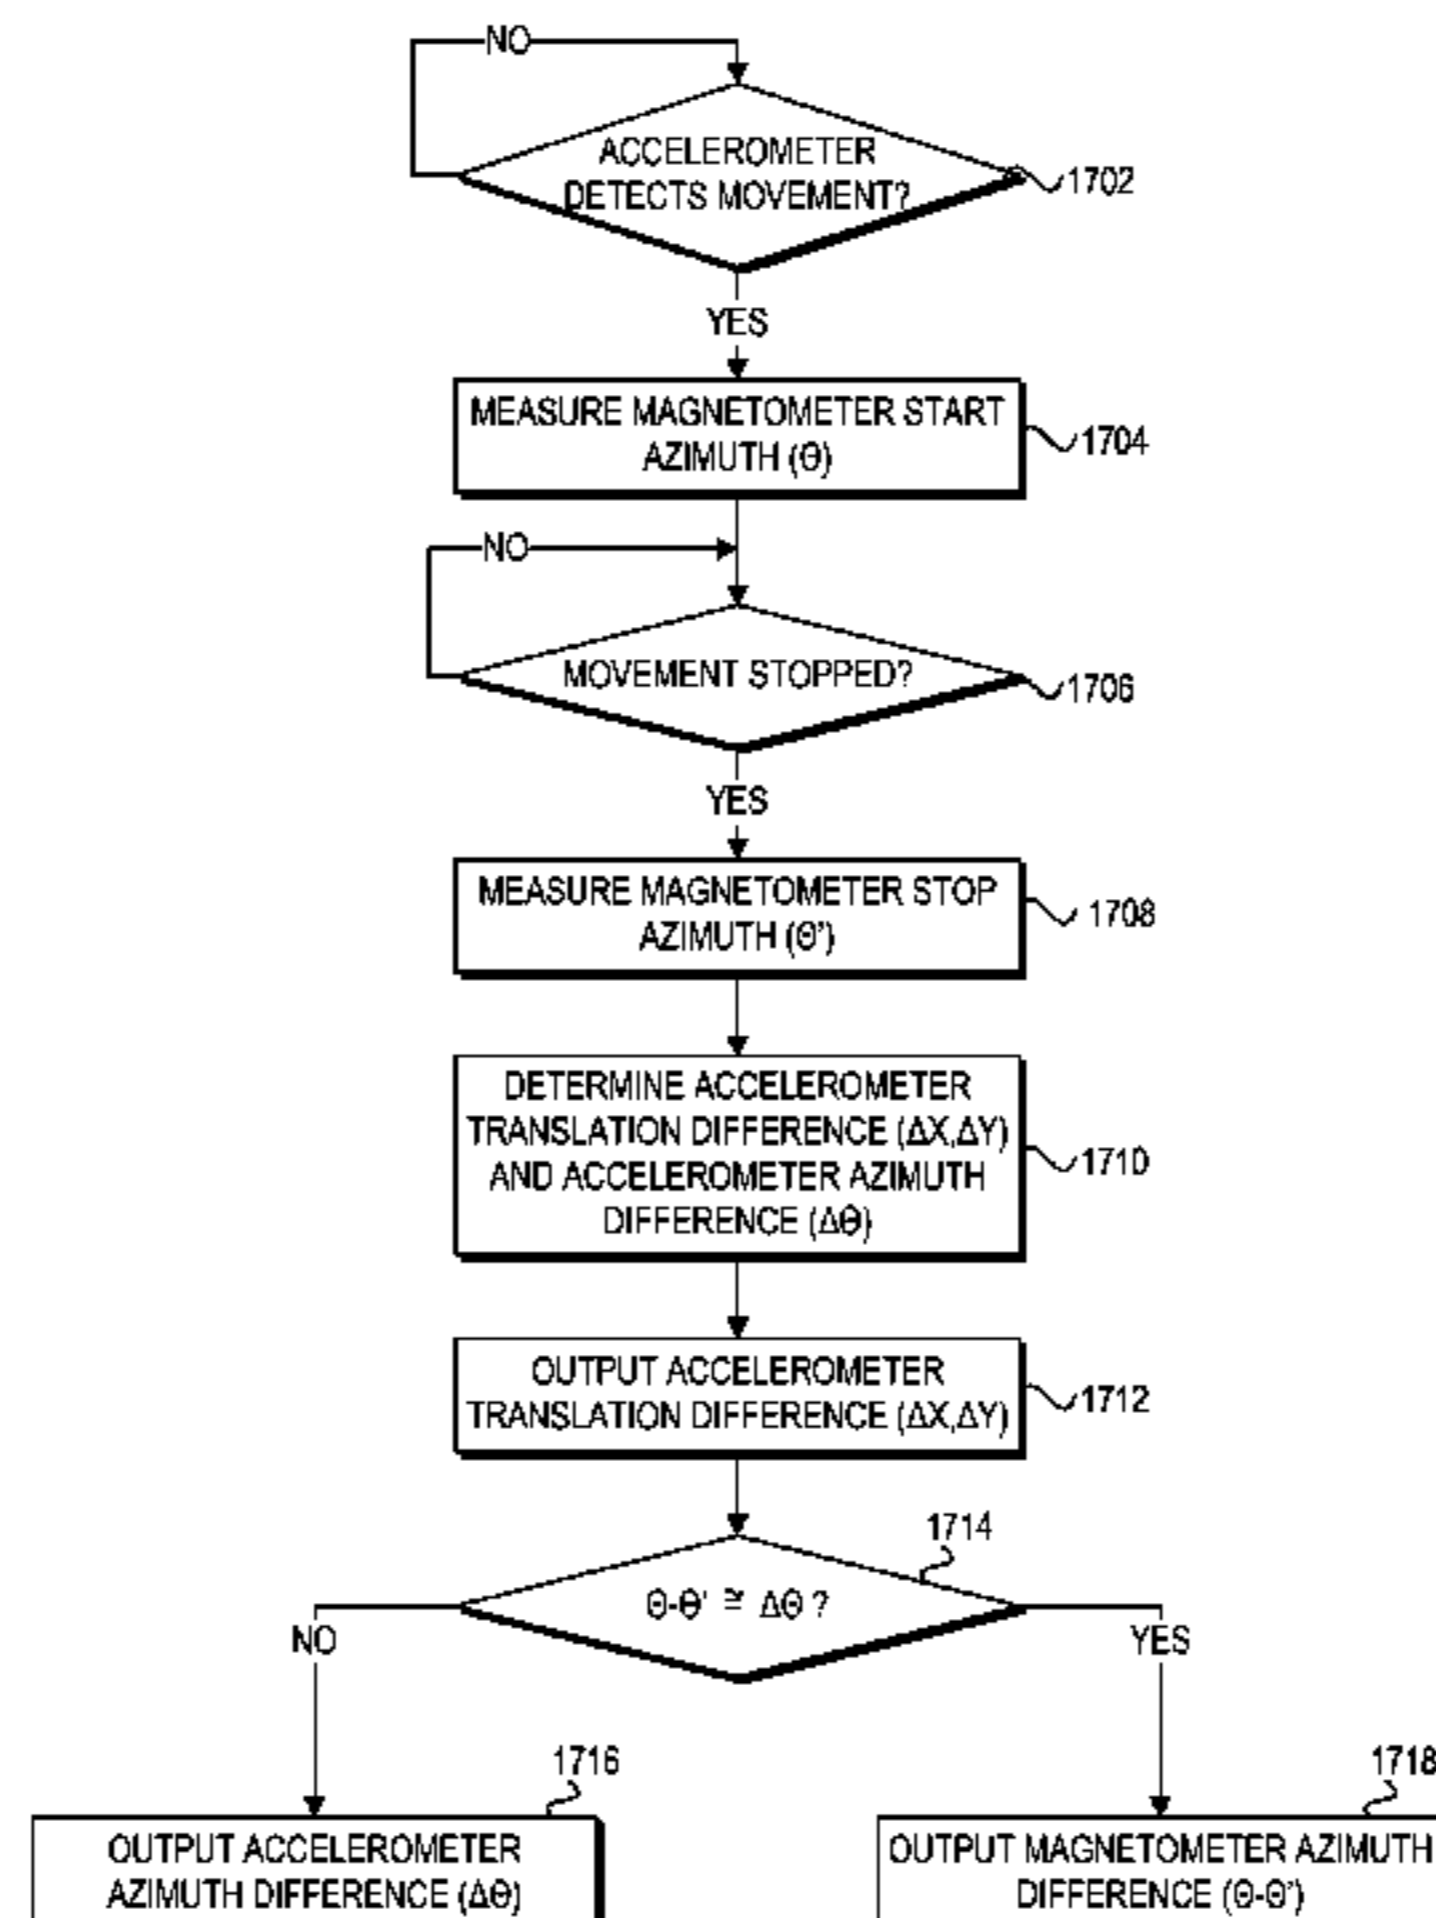 NO
ACCELEROMETER
DETECTS MOVEMENT?
1702
YES
MEASURE MAGNETOMETER START
AZIMUTH (Θ)
1704
NO
MOVEMENT STOPPED?
1706
YES
MEASURE MAGNETOMETER STOP
AZIMUTH (Θ')
1708
DETERMINE ACCELEROMETER
TRANSLATION DIFFERENCE (ΔX,ΔY)
AND ACCELEROMETER AZIMUTH
DIFFERENCE (ΔΘ)
1710
OUTPUT ACCELEROMETER
TRANSLATION DIFFERENCE (ΔX,ΔY)
1712
1714
Θ-Θ' ≅ ΔΘ ?
NO
YES
1716
OUTPUT ACCELEROMETER
AZIMUTH DIFFERENCE (ΔΘ)
1718
OUTPUT MAGNETOMETER AZIMUTH
DIFFERENCE (Θ-Θ')